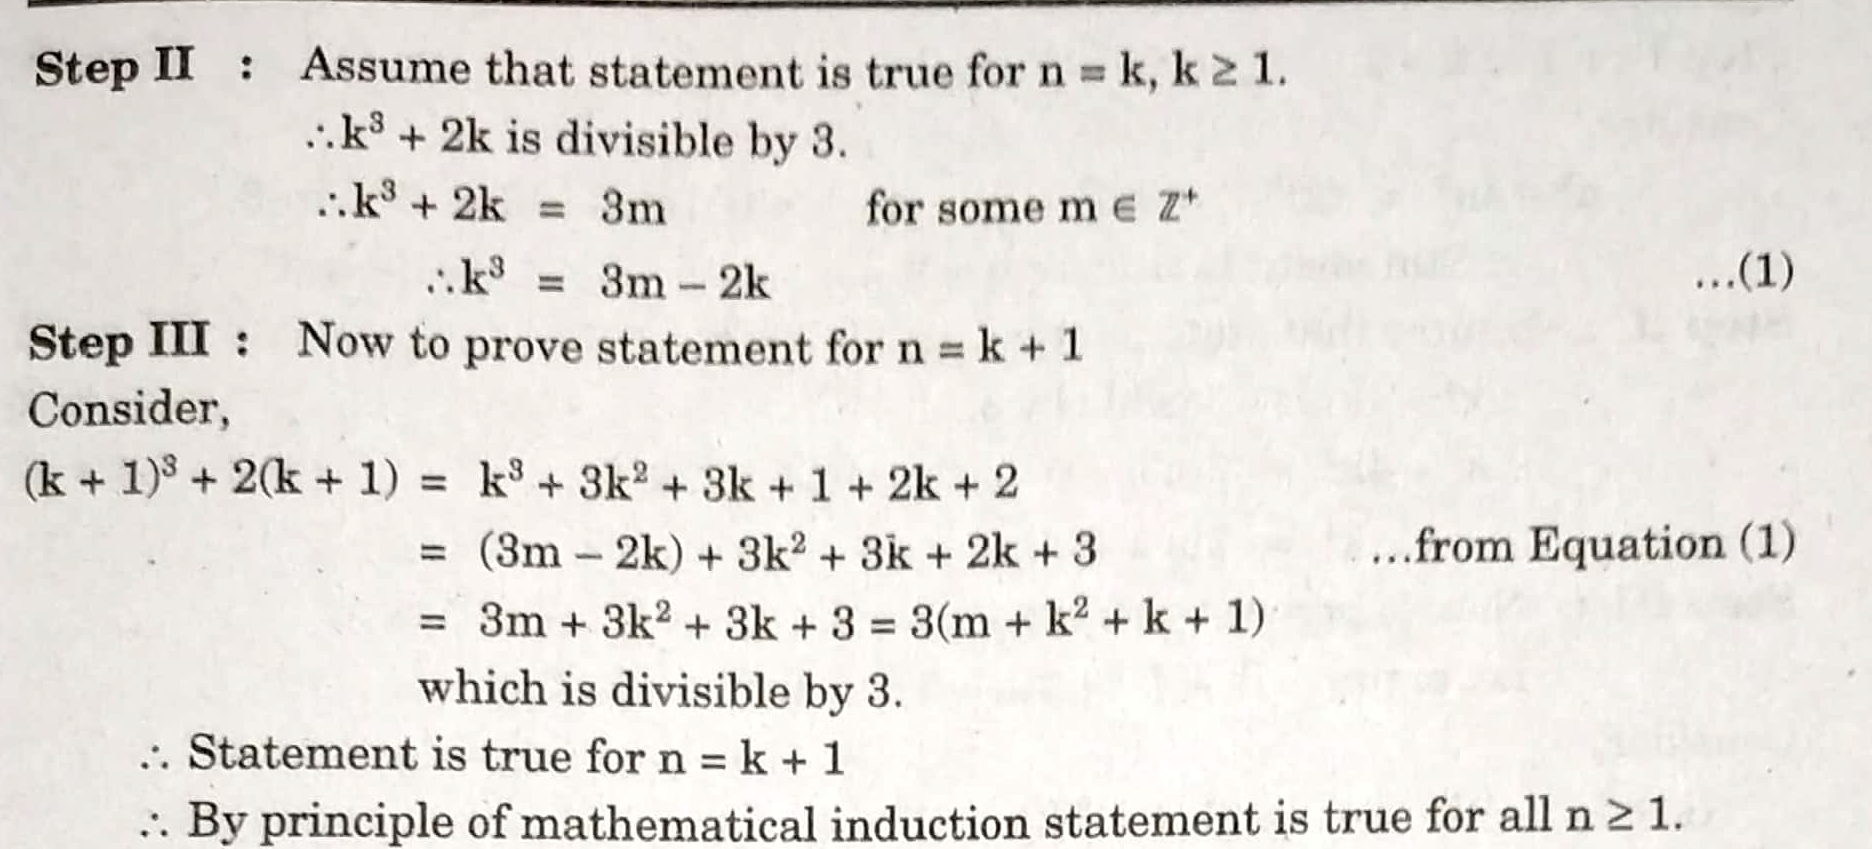 Step II : Assume that statement is true for n = k, k ≥ 1.
∴k³ + 2k is divisible by 3.
∴k³ + 2k = 3m for some m ∈ ℤ⁺
∴k³ = 3m – 2k ...(1)
Step III : Now to prove statement for n = k + 1
Consider,
(k + 1)³ + 2(k + 1) = k³ + 3k² + 3k + 1 + 2k + 2
= (3m – 2k) + 3k² + 3k + 2k + 3 ...from Equation (1)
= 3m + 3k² + 3k + 3 = 3(m + k² + k + 1)
which is divisible by 3.
∴ Statement is true for n = k + 1
∴ By principle of mathematical induction statement is true for all n ≥ 1.